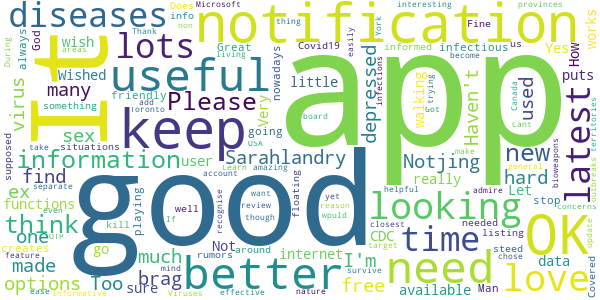 diseases
notification
app
It
good
lots
useful
Please
keep
virus
many
Wished
wish
God
info
always
areas
During
Does
non
Great
living
interesting
Thank
thing
York
Microsoft
provinces
Fine
works
Yes
How
informed
infectious
us
Covid19
easily
nowadays
puts
latest
depressed
walking
Haven't
become
trying
Got
used
Canada
Cant
territories
little
friendly
add
Toronto
something
sex
very
going
USA
board
infections
information
user
Sarahlandry
Learn
amazing
Notjing
new
make
general
bioweapons
Covered
supposed
take
situations
find
ex
functions
account
floating
want
yet
review
reason
though
wpuld
looking
really
hard
Let
stop
outbreaks
concerns
helpful
admire
think
even
separate
one
kill
If
well
recognise
playing
time
CDC
closest
target
needed
listing
steed
chose
OK
update
go
Not
around
rumors
much
internet
I'm
need
Man
data
creates
feature
made
Too
brag
mind
better
survive
free
available
love
options
sure
ease
Informative
Viruses
effective
nature